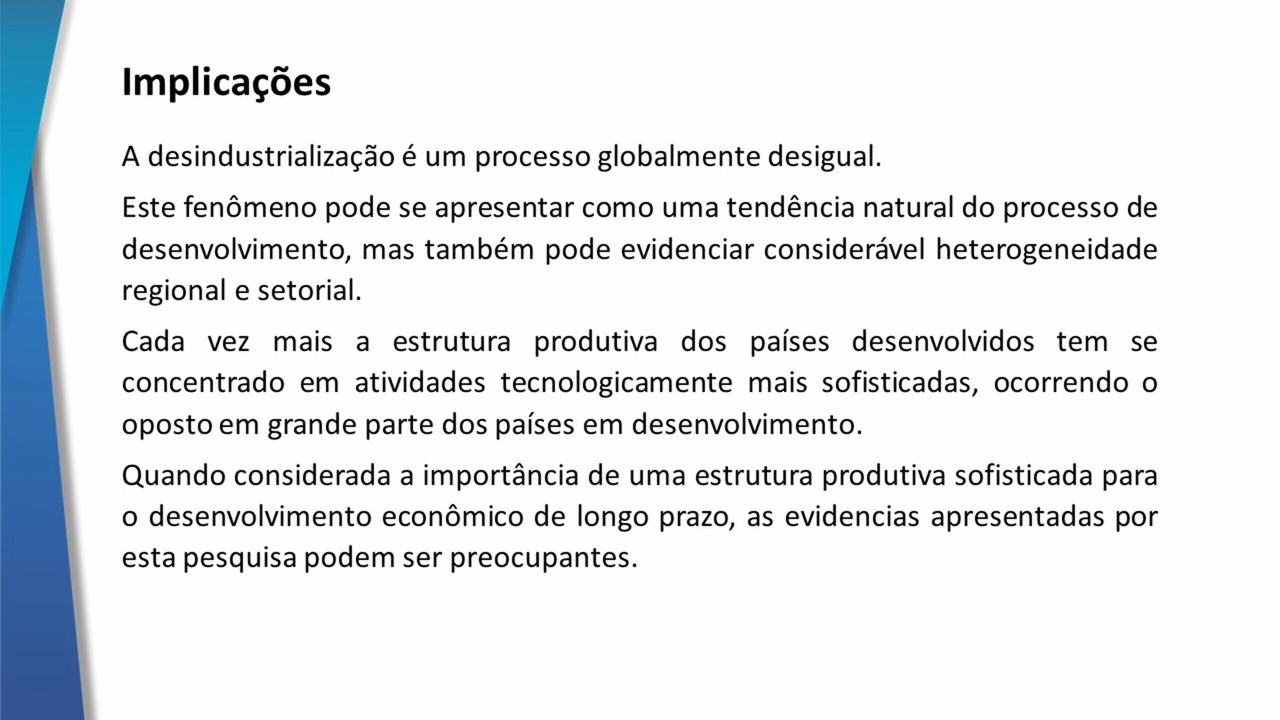 Implicações
A desindustrialização é um processo globalmente desigual.
Este fenômeno pode se apresentar como uma tendência natural do processo de
desenvolvimento, mas também pode evidenciar considerável heterogeneidade
regional e setorial.
Cada vez mais a estrutura produtiva dos países desenvolvidos tem se
concentrado em atividades tecnologicamente mais sofisticadas, ocorrendo o
oposto em grande parte dos países em desenvolvimento.
Quando considerada a importância de uma estrutura produtiva sofisticada para
o desenvolvimento econômico de longo prazo, as evidencias apresentadas por
esta pesquisa podem ser preocupantes.